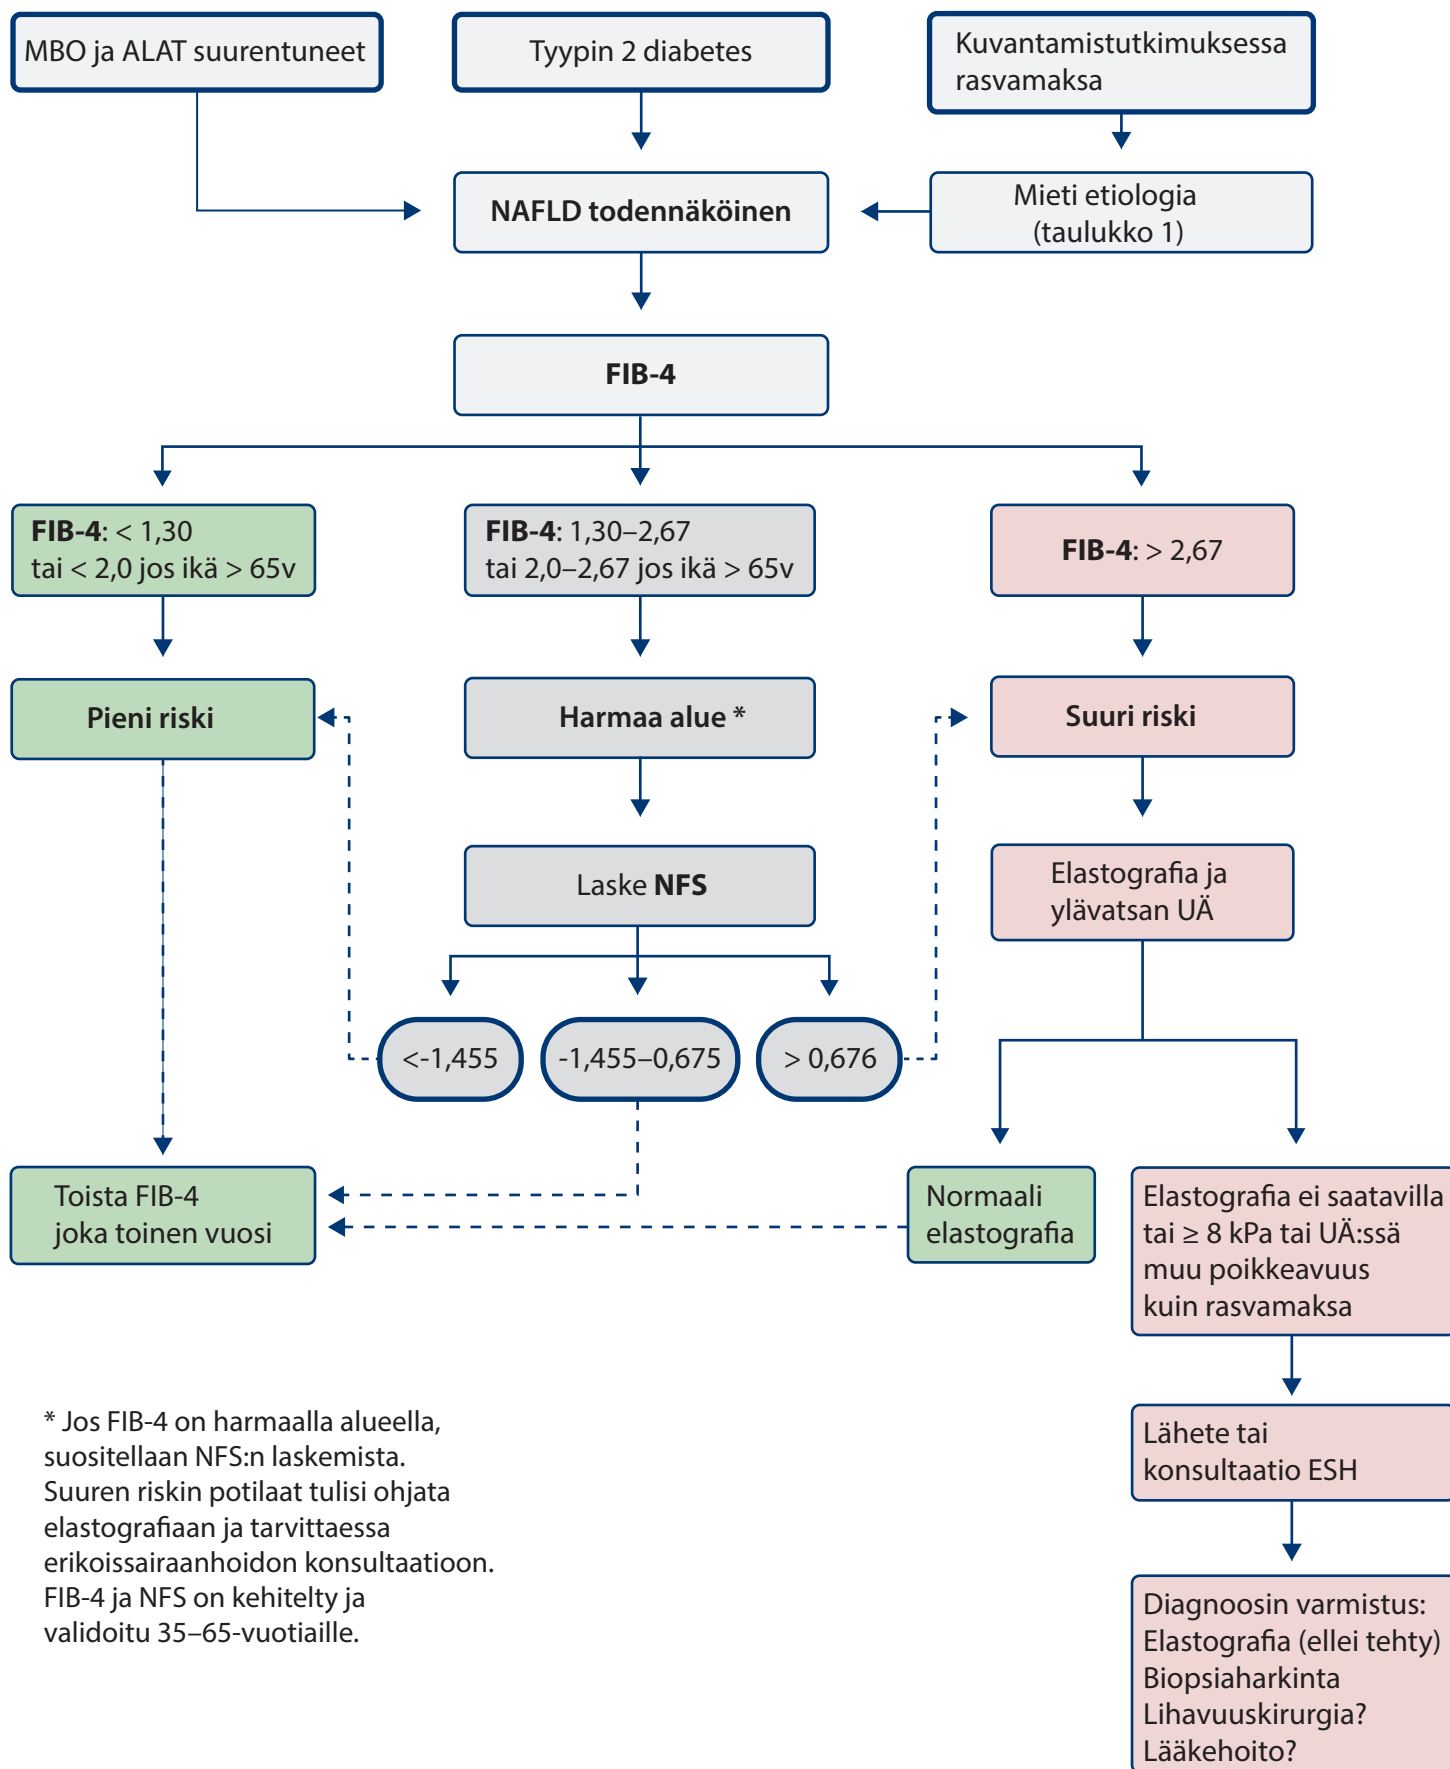 MBO ja ALAT suurentuneet
Tyypin 2 diabetes
Kuvantamistutkimuksessa
rasvamaksa
NAFLD todennäköinen
Mieti etiologia
(taulukko 1)
FIB-4
FIB-4: < 1,30
tai < 2,0 jos ikä > 65v
FIB-4: 1,30–2,67
tai 2,0–2,67 jos ikä > 65v
FIB-4: > 2,67
Pieni riski
Harmaa alue *
Suuri riski
Laske NFS
Elastografia ja
ylävatsan UÄ
<-1,455
-1,455–0,675
> 0,676
Toista FIB-4
joka toinen vuosi
Normaali
elastografia
Elastografia ei saatavilla
tai ≥ 8 kPa tai UÄ:ssä
muu poikkeavuus
kuin rasvamaksa
* Jos FIB-4 on harmaalla alueella,
suositellaan NFS:n laskemista.
Suuren riskin potilaat tulisi ohjata
elastografiaan ja tarvittaessa
erikoissairaanhoidon konsultaatioon.
FIB-4 ja NFS on kehitelty ja
validoitu 35–65-vuotiaille.
Lähete tai
konsultaatio ESH
Diagnoosin varmistus:
Elastografia (ellei tehty)
Biopsiaharkinta
Lihavuuskirurgia?
Lääkehoito?